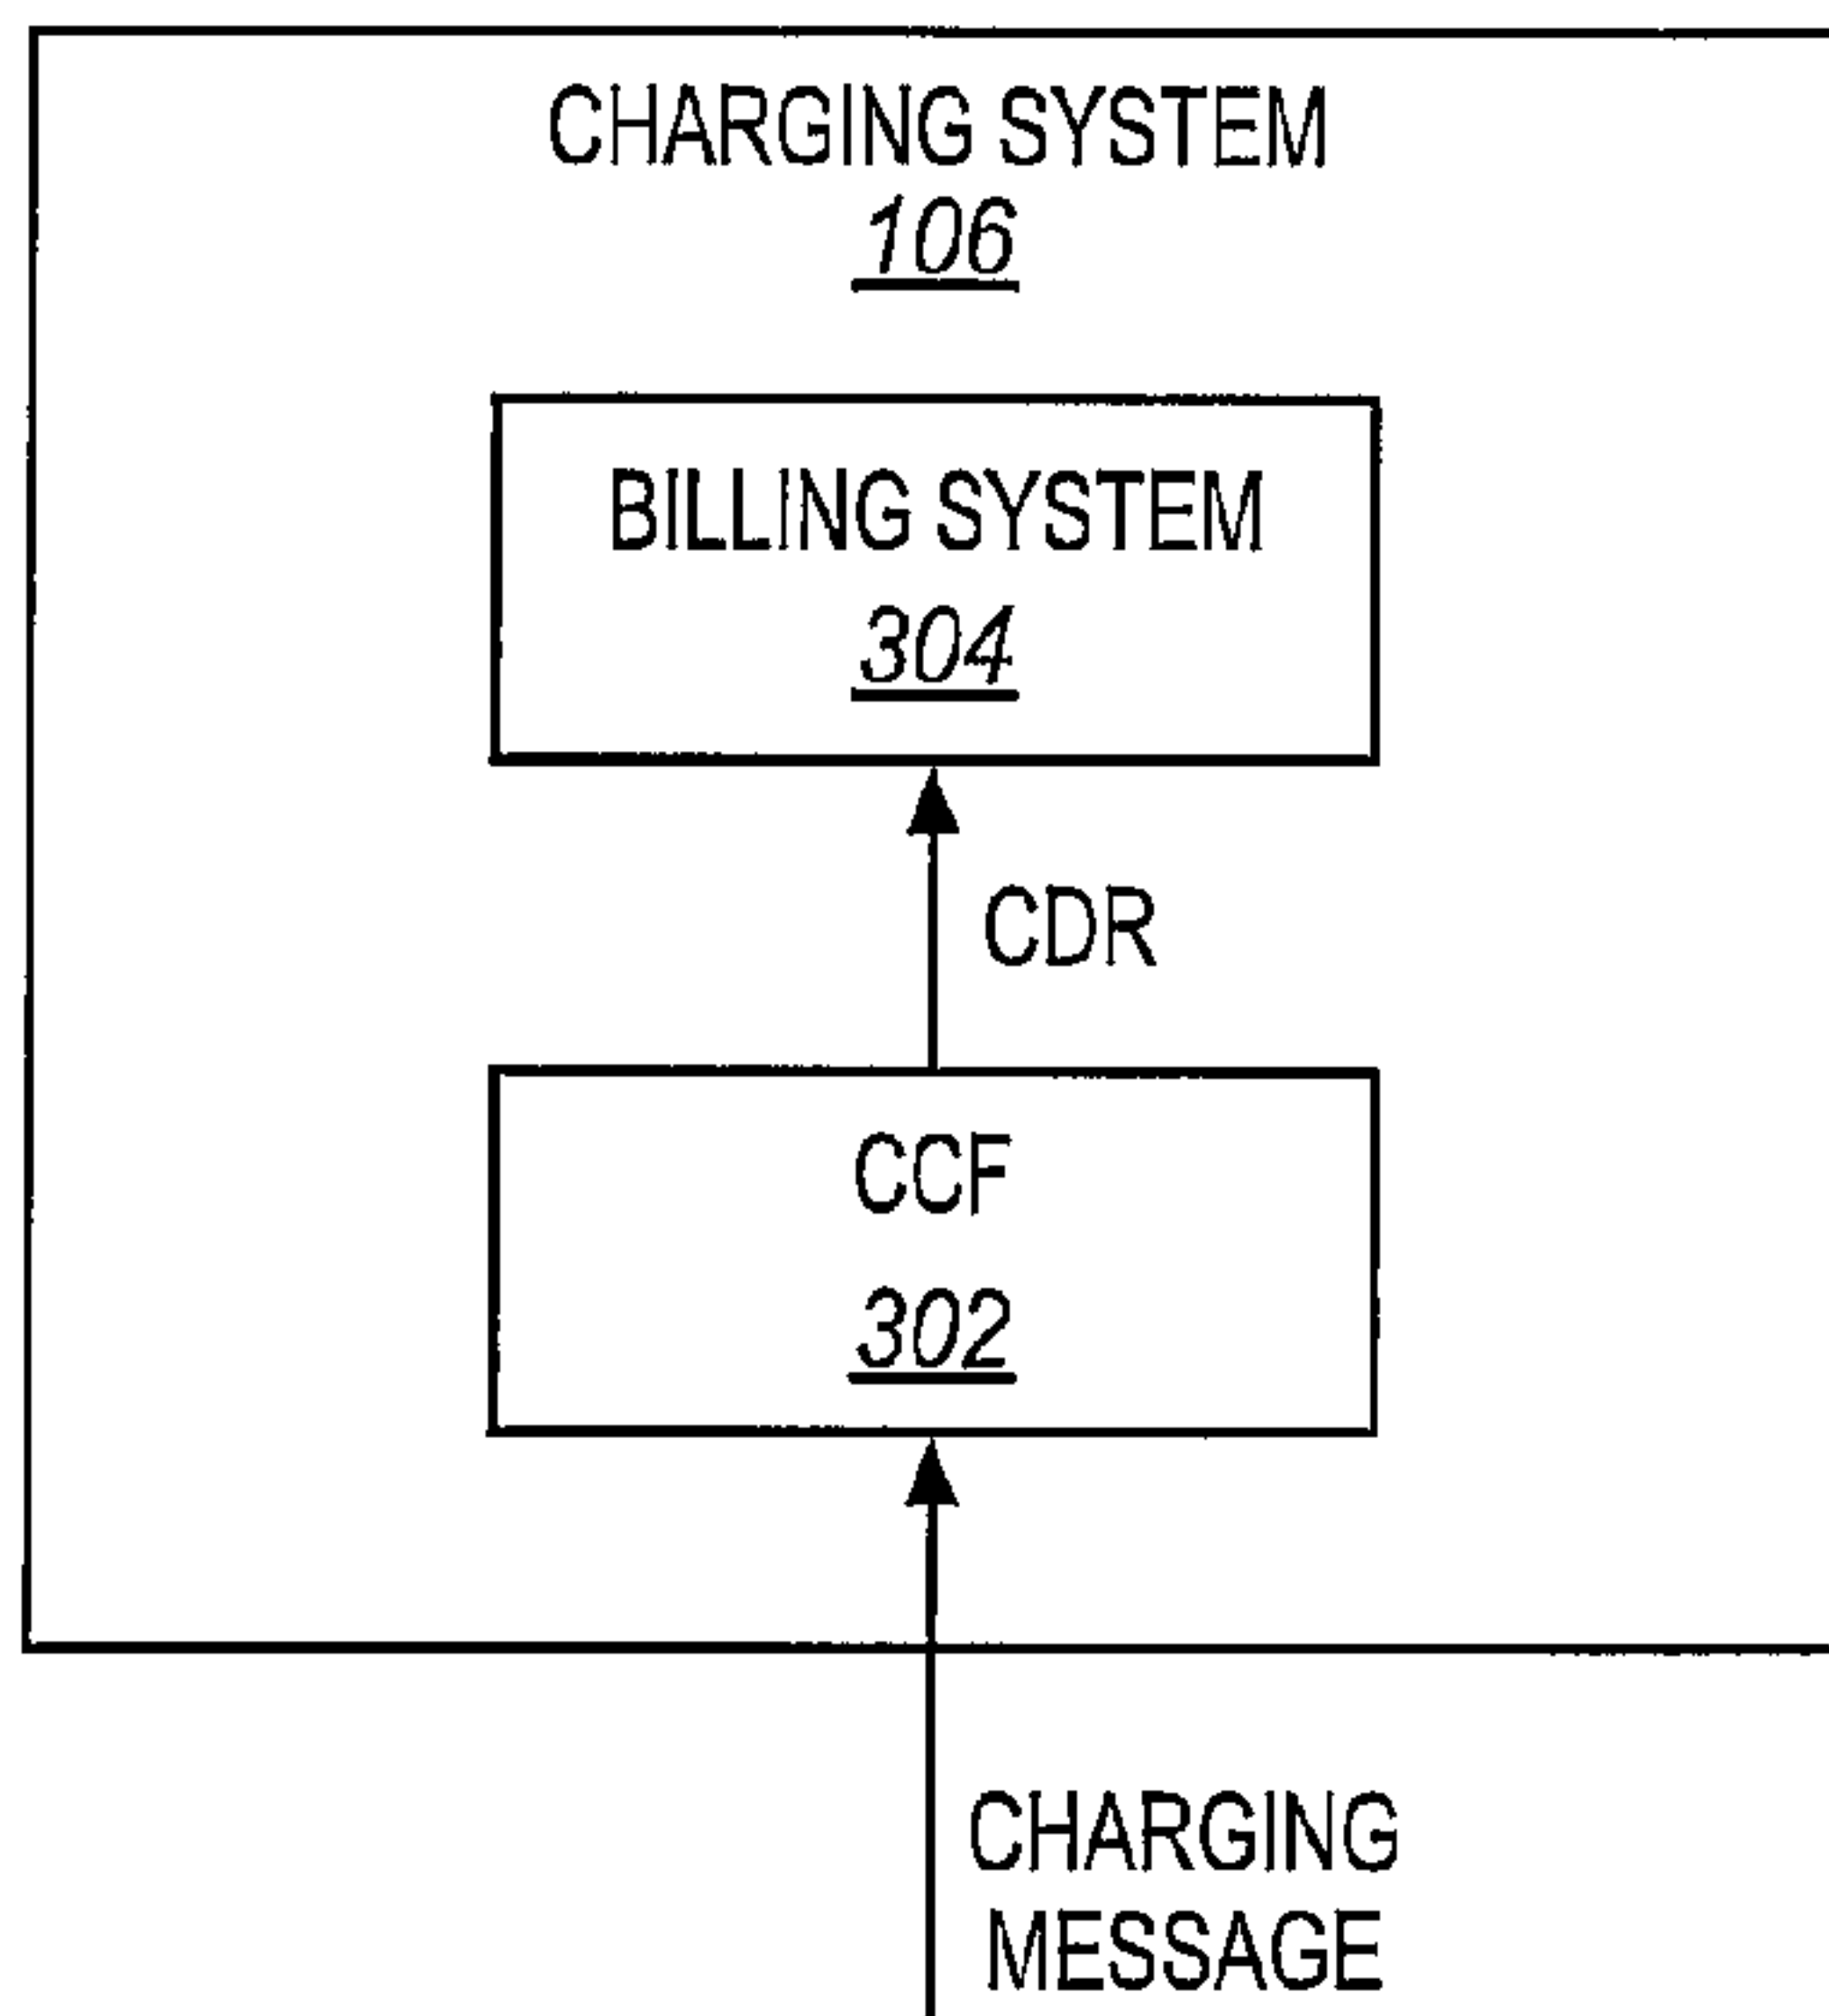 CHARGING SYSTEM
106
BILLING SYSTEM
304
CDR
CCF
302
CHARGING
MESSAGE